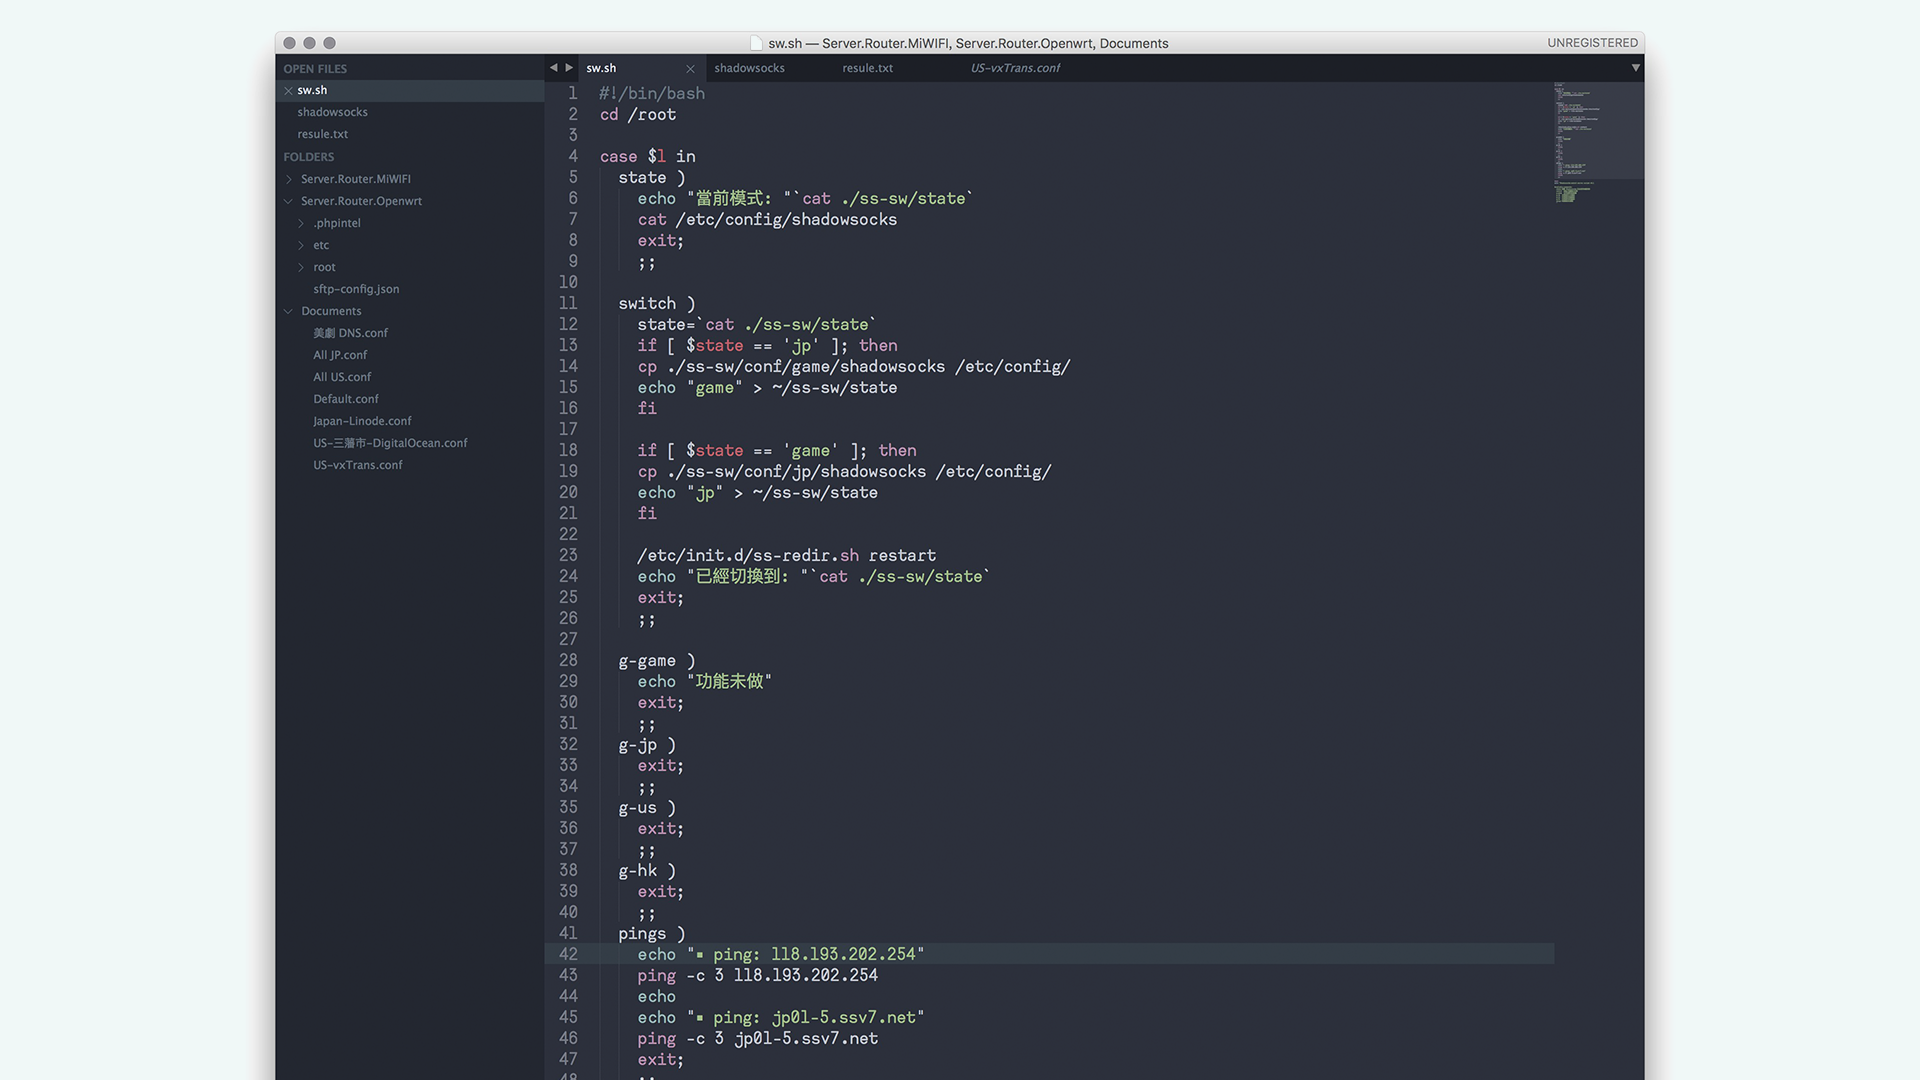 sw.sh — Server.Router.MiWIFI, Server.Router.Openwrt, Documents
UNREGISTERED
OPEN FILES
sw.sh
shadowsocks
resule.txt
FOLDERS
Server.Router.MiWIFI
Server.Router.Openwrt
.phpintel
etc
root
sftp-config.json
Documents
美劇 DNS.conf
All JP.conf
All US.conf
Default.conf
Japan-Linode.conf
US-三藩市-DigitalOcean.conf
US-vxTrans.conf
sw.sh shadowsocks resule.txt US-vxTrans.conf
1 #!/bin/bash
2 cd /root
3
4 case $1 in
5 state )
6 echo "當前模式: "`cat ./ss-sw/state`
7 cat /etc/config/shadowsocks
8 exit;
9 ;;
10
11 switch )
12 state=`cat ./ss-sw/state`
13 if [ $state == 'jp' ]; then
14 cp ./ss-sw/conf/game/shadowsocks /etc/config/
15 echo "game" > ~/ss-sw/state
16 fi
17
18 if [ $state == 'game' ]; then
19 cp ./ss-sw/conf/jp/shadowsocks /etc/config/
20 echo "jp" > ~/ss-sw/state
21 fi
22
23 /etc/init.d/ss-redir.sh restart
24 echo "已經切換到: "`cat ./ss-sw/state`
25 exit;
26 ;;
27
28 g-game )
29 echo "功能未做"
30 exit;
31 ;;
32 g-jp )
33 exit;
34 ;;
35 g-us )
36 exit;
37 ;;
38 g-hk )
39 exit;
40 ;;
41 pings )
42 echo "▪ ping: 118.193.202.254"
43 ping -c 3 118.193.202.254
44 echo
45 echo "▪ ping: jp01-5.ssv7.net"
46 ping -c 3 jp01-5.ssv7.net
47 exit;
48 ;;